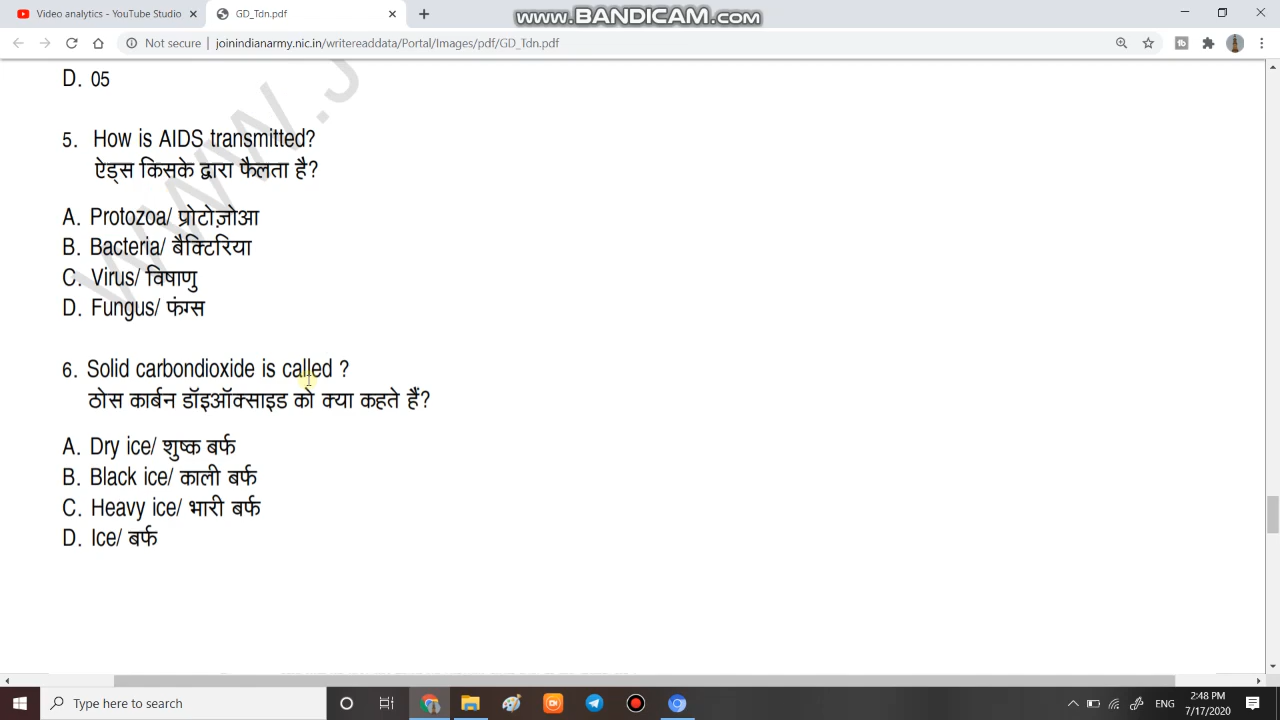 Video analytics - YouTube Studio
GD_Tdn.pdf
www.BANDICAM.com
Not secure | joinindianarmy.nic.in/writereaddata/Portal/Images/pdf/GD_Tdn.pdf
D. 05
5. How is AIDS transmitted?
ऐड्स किसके द्वारा फैलता है?
A. Protozoa/ प्रोटोज़ोआ
B. Bacteria/ बैक्टिरिया
C. Virus/ विषाणु
D. Fungus/ फंग्स
6. Solid carbondioxide is called ?
ठोस कार्बन डॉइऑक्साइड को क्या कहते हैं?
A. Dry ice/ शुष्क बर्फ
B. Black ice/ काली बर्फ
C. Heavy ice/ भारी बर्फ
D. Ice/ बर्फ
WWW.J
Type here to search
ENG
2:48 PM
7/17/2020